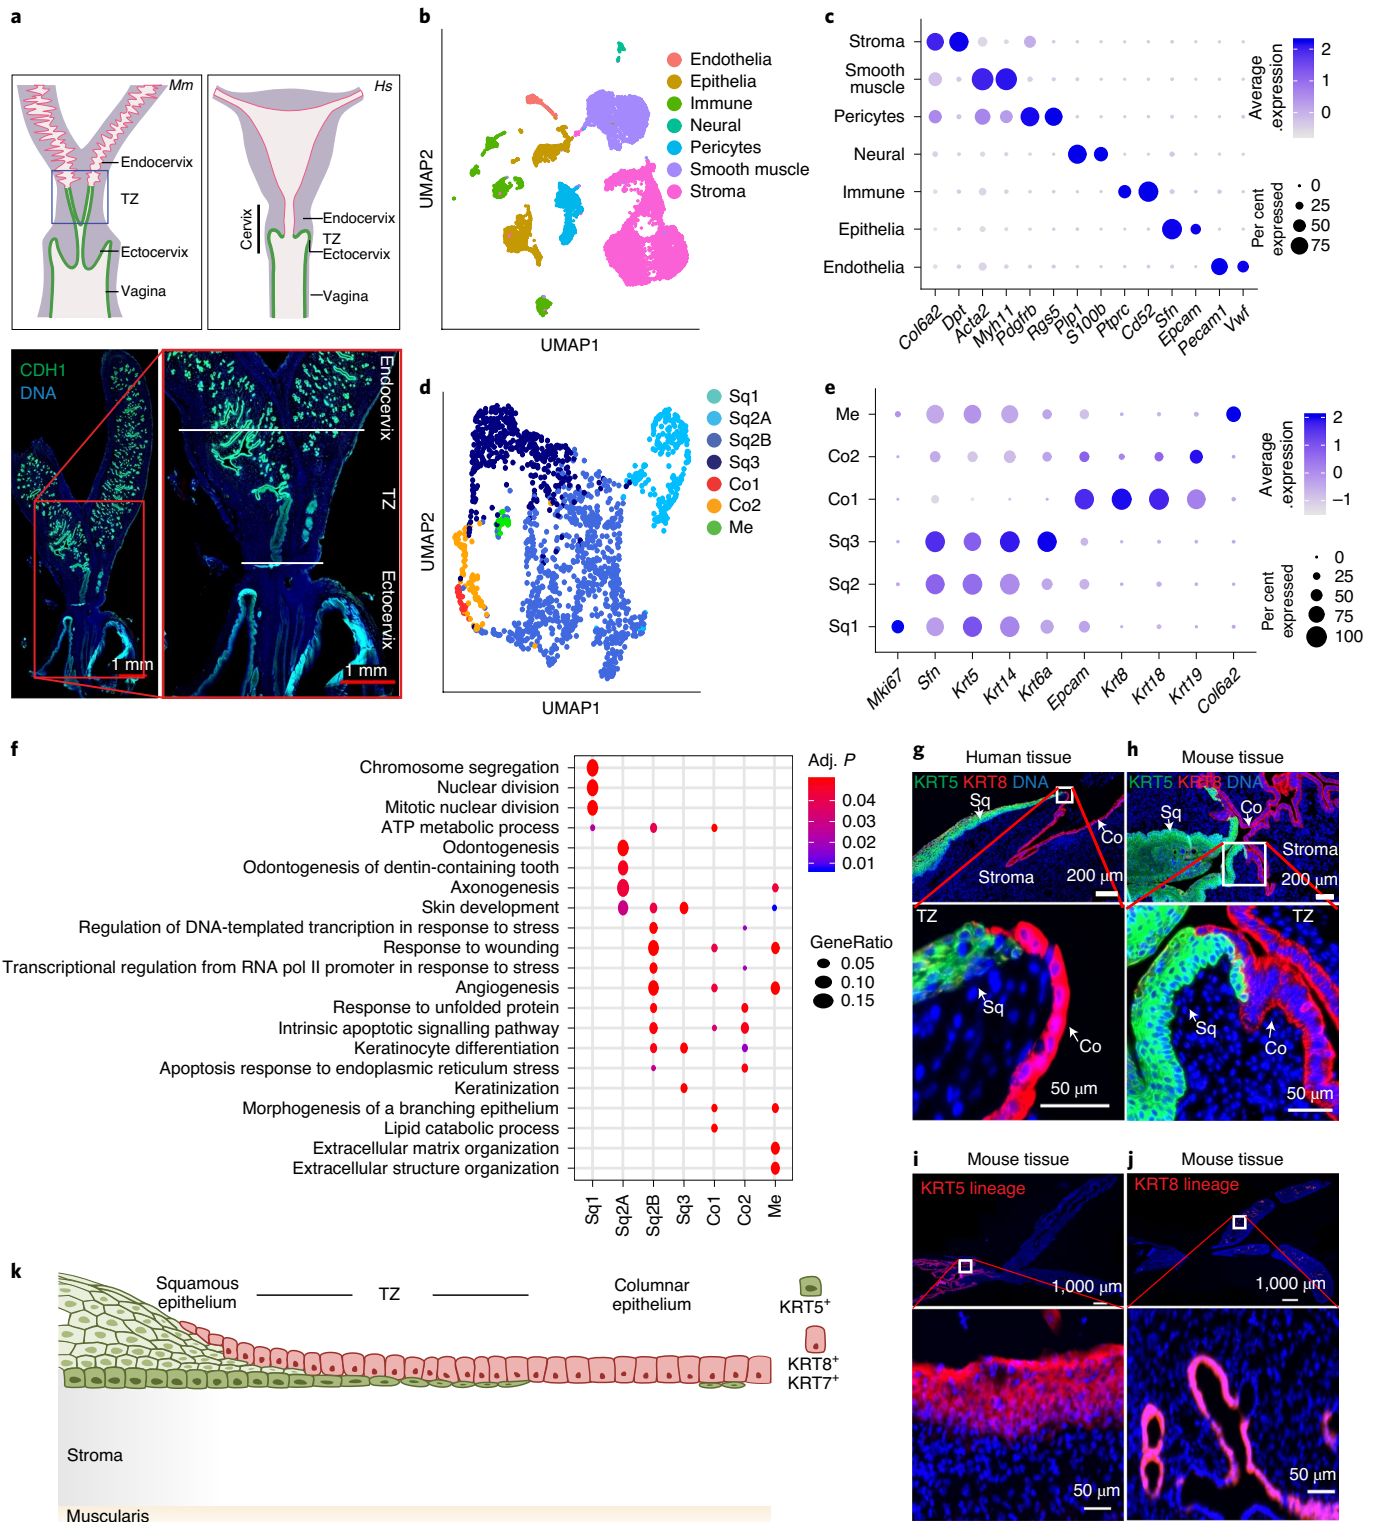 a
Mm
Hs
Endocervix
TZ
Ectocervix
Vagina
Cervix
Endocervix
TZ
Ectocervix
Vagina
CDH1
DNA
1 mm
Endocervix
TZ
Ectocervix
1 mm
b
UMAP2
UMAP1
Endothelia
Epithelia
Immune
Neural
Pericytes
Smooth muscle
Stroma
c
Stroma
Smooth
muscle
Pericytes
Neural
Immune
Epithelia
Endothelia
Col6a2
Dpt
Acta2
Myh11
Pdgfrb
Rgs5
Plp1
S100b
Ptprc
Cd52
Sfn
Epcam
Pecam1
Vwf
Average
.expression
2
1
0
Per cent
expressed
0
25
50
75
d
UMAP2
UMAP1
Sq1
Sq2A
Sq2B
Sq3
Co1
Co2
Me
e
Me
Co2
Co1
Sq3
Sq2
Sq1
Mki67
Sfn
Krt5
Krt14
Krt6a
Epcam
Krt8
Krt18
Krt19
Col6a2
Average
.expression
2
1
0
−1
Per cent
expressed
0
25
50
75
100
f
Chromosome segregation
Nuclear division
Mitotic nuclear division
ATP metabolic process
Odontogenesis
Odontogenesis of dentin-containing tooth
Axonogenesis
Skin development
Regulation of DNA-templated trancription in response to stress
Response to wounding
Transcriptional regulation from RNA pol II promoter in response to stress
Angiogenesis
Response to unfolded protein
Intrinsic apoptotic signalling pathway
Keratinocyte differentiation
Apoptosis response to endoplasmic reticulum stress
Keratinization
Morphogenesis of a branching epithelium
Lipid catabolic process
Extracellular matrix organization
Extracellular structure organization
Sq1
Sq2A
Sq2B
Sq3
Co1
Co2
Me
Adj. P
0.04
0.03
0.02
0.01
GeneRatio
0.05
0.10
0.15
g
Human tissue
KRT5 KRT8 DNA
Sq
Co
Stroma
200 μm
TZ
Sq
Co
50 μm
h
Mouse tissue
KRT5 KRT8 DNA
Sq
Co
Stroma
200 μm
TZ
Sq
Co
50 μm
i
Mouse tissue
KRT5 lineage
1,000 μm
50 μm
j
Mouse tissue
KRT8 lineage
1,000 μm
50 μm
k
Squamous
epithelium
TZ
Columnar
epithelium
KRT5+
KRT8+
KRT7+
Stroma
Muscularis